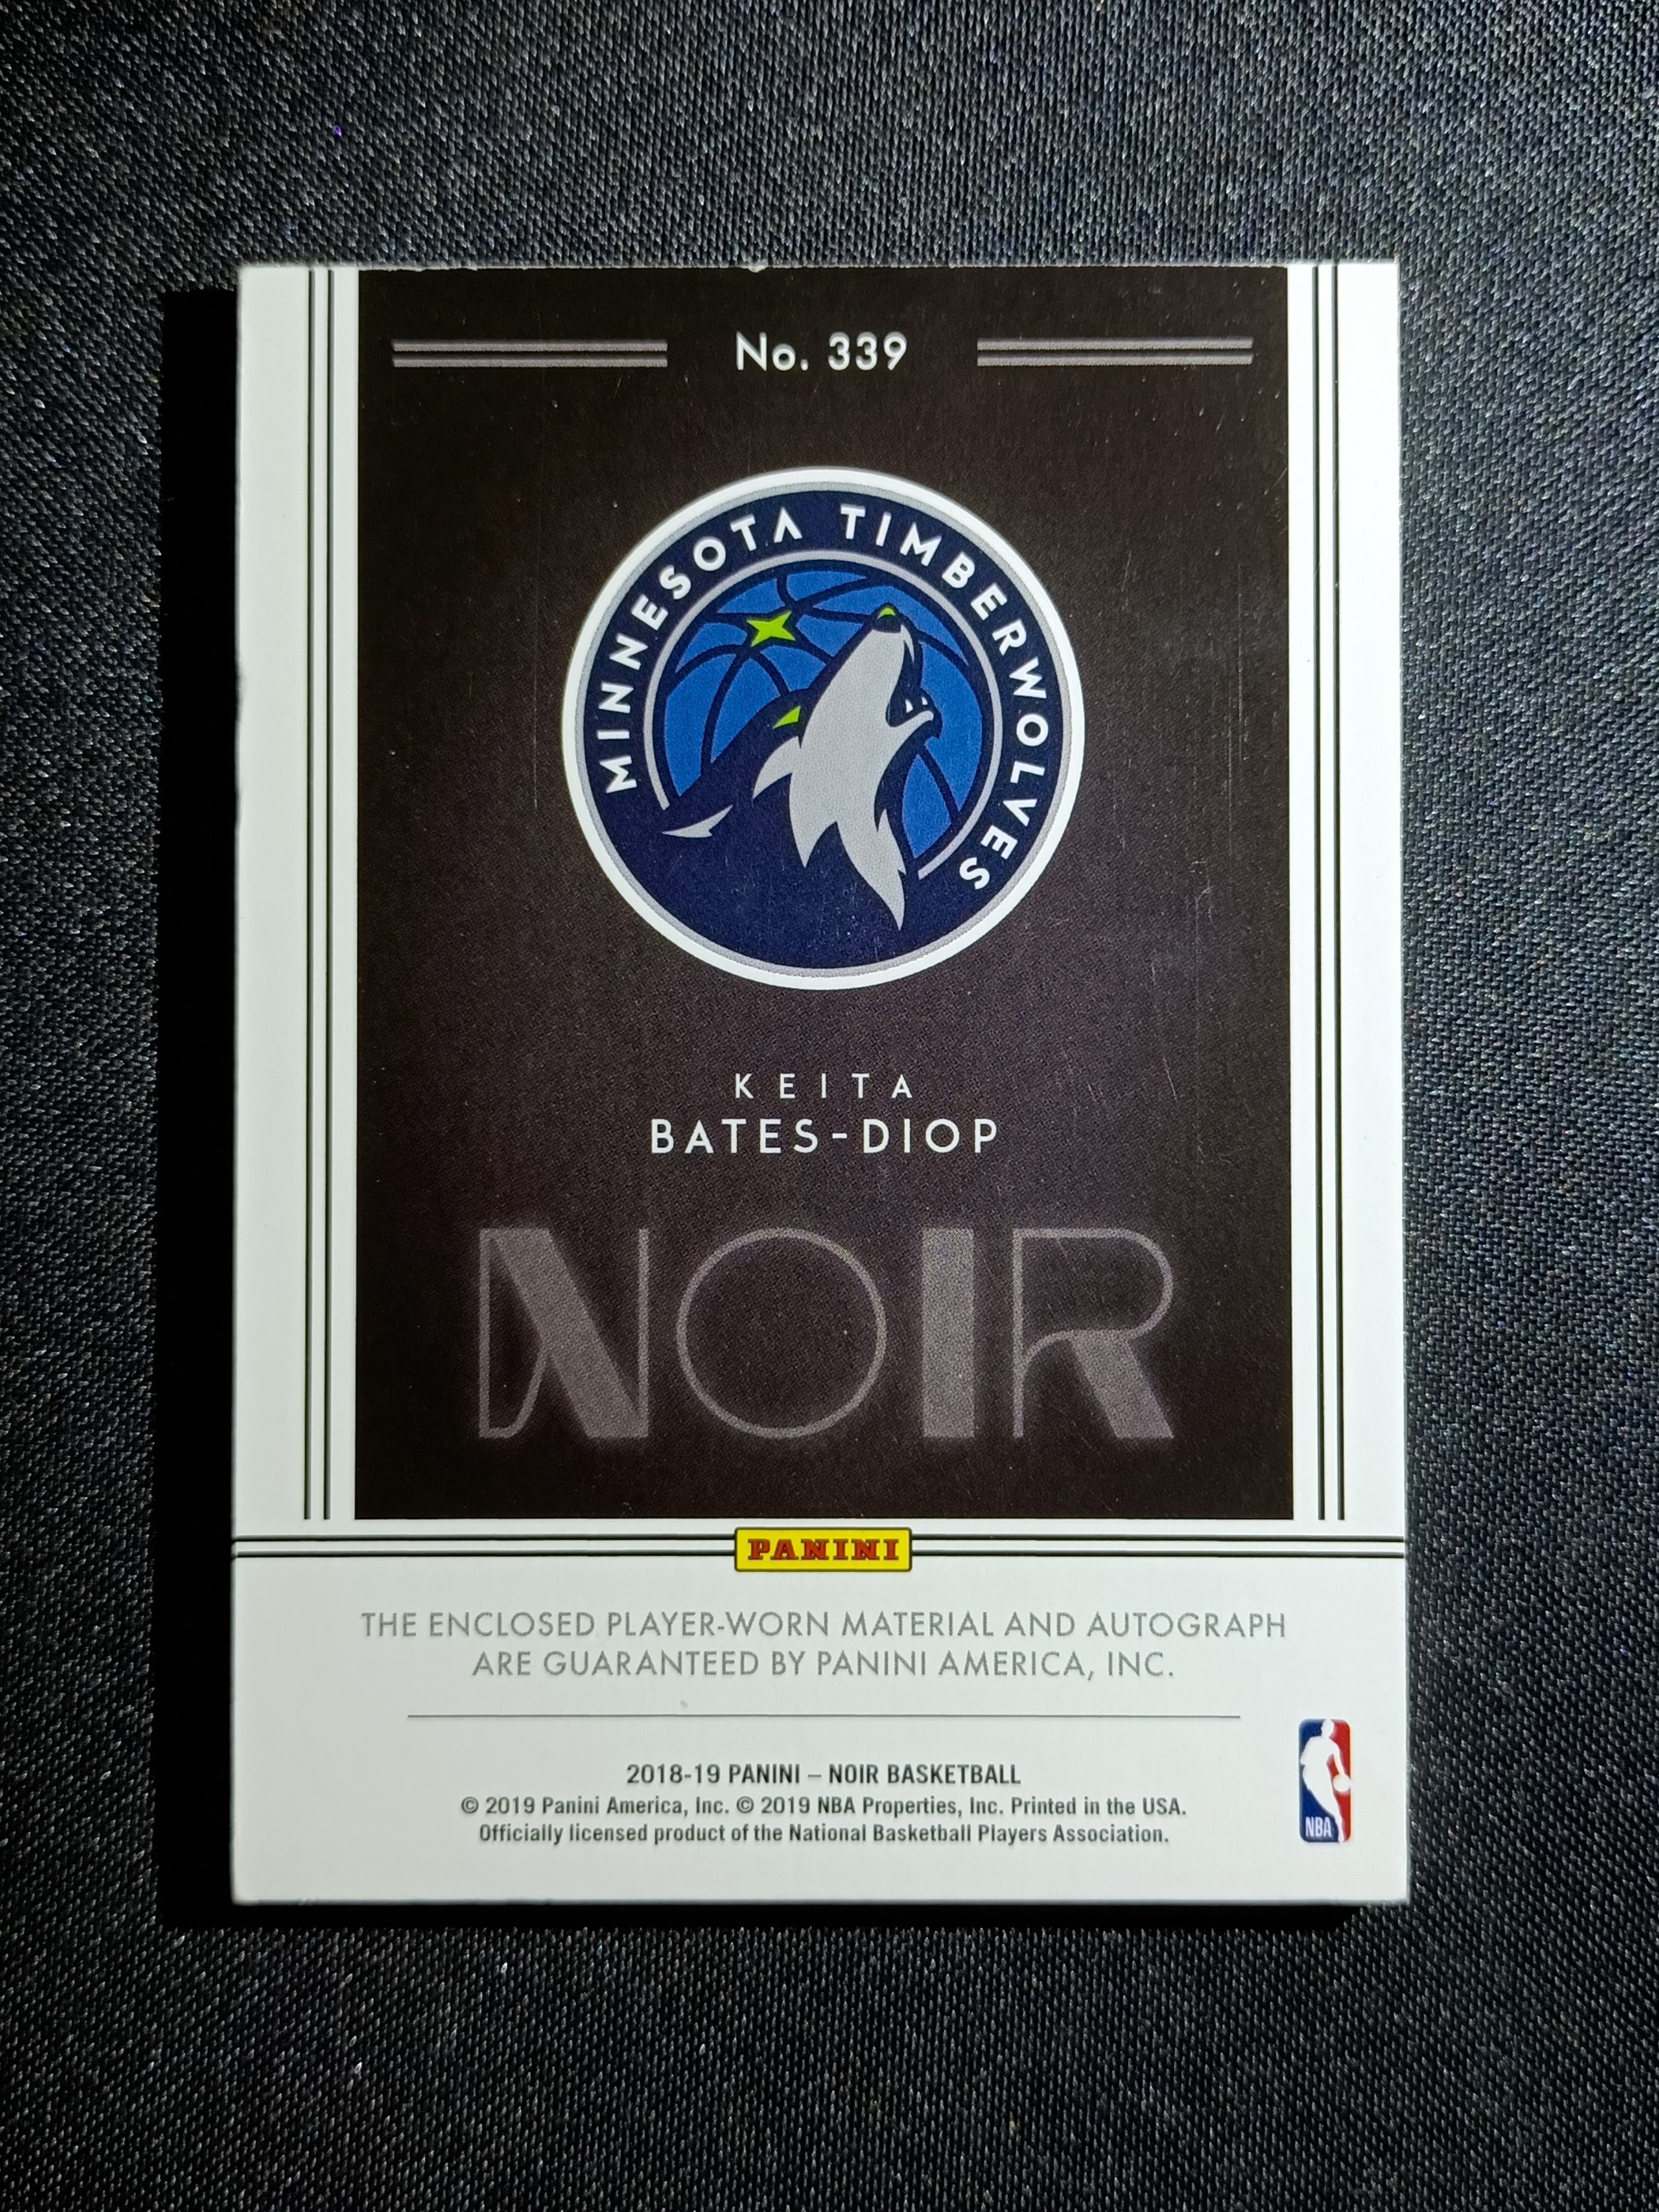 No. 339
MINNESOTA TIMBERWOLVES
KEITA
BATES-DIOP
NOIR
PANINI
THE ENCLOSED PLAYER-WORN MATERIAL AND AUTOGRAPH
ARE GUARANTEED BY PANINI AMERICA, INC.
2018-19 PANINI – NOIR BASKETBALL
© 2019 Panini America, Inc. © 2019 NBA Properties, Inc. Printed in the USA.
Officially licensed product of the National Basketball Players Association.
NBA